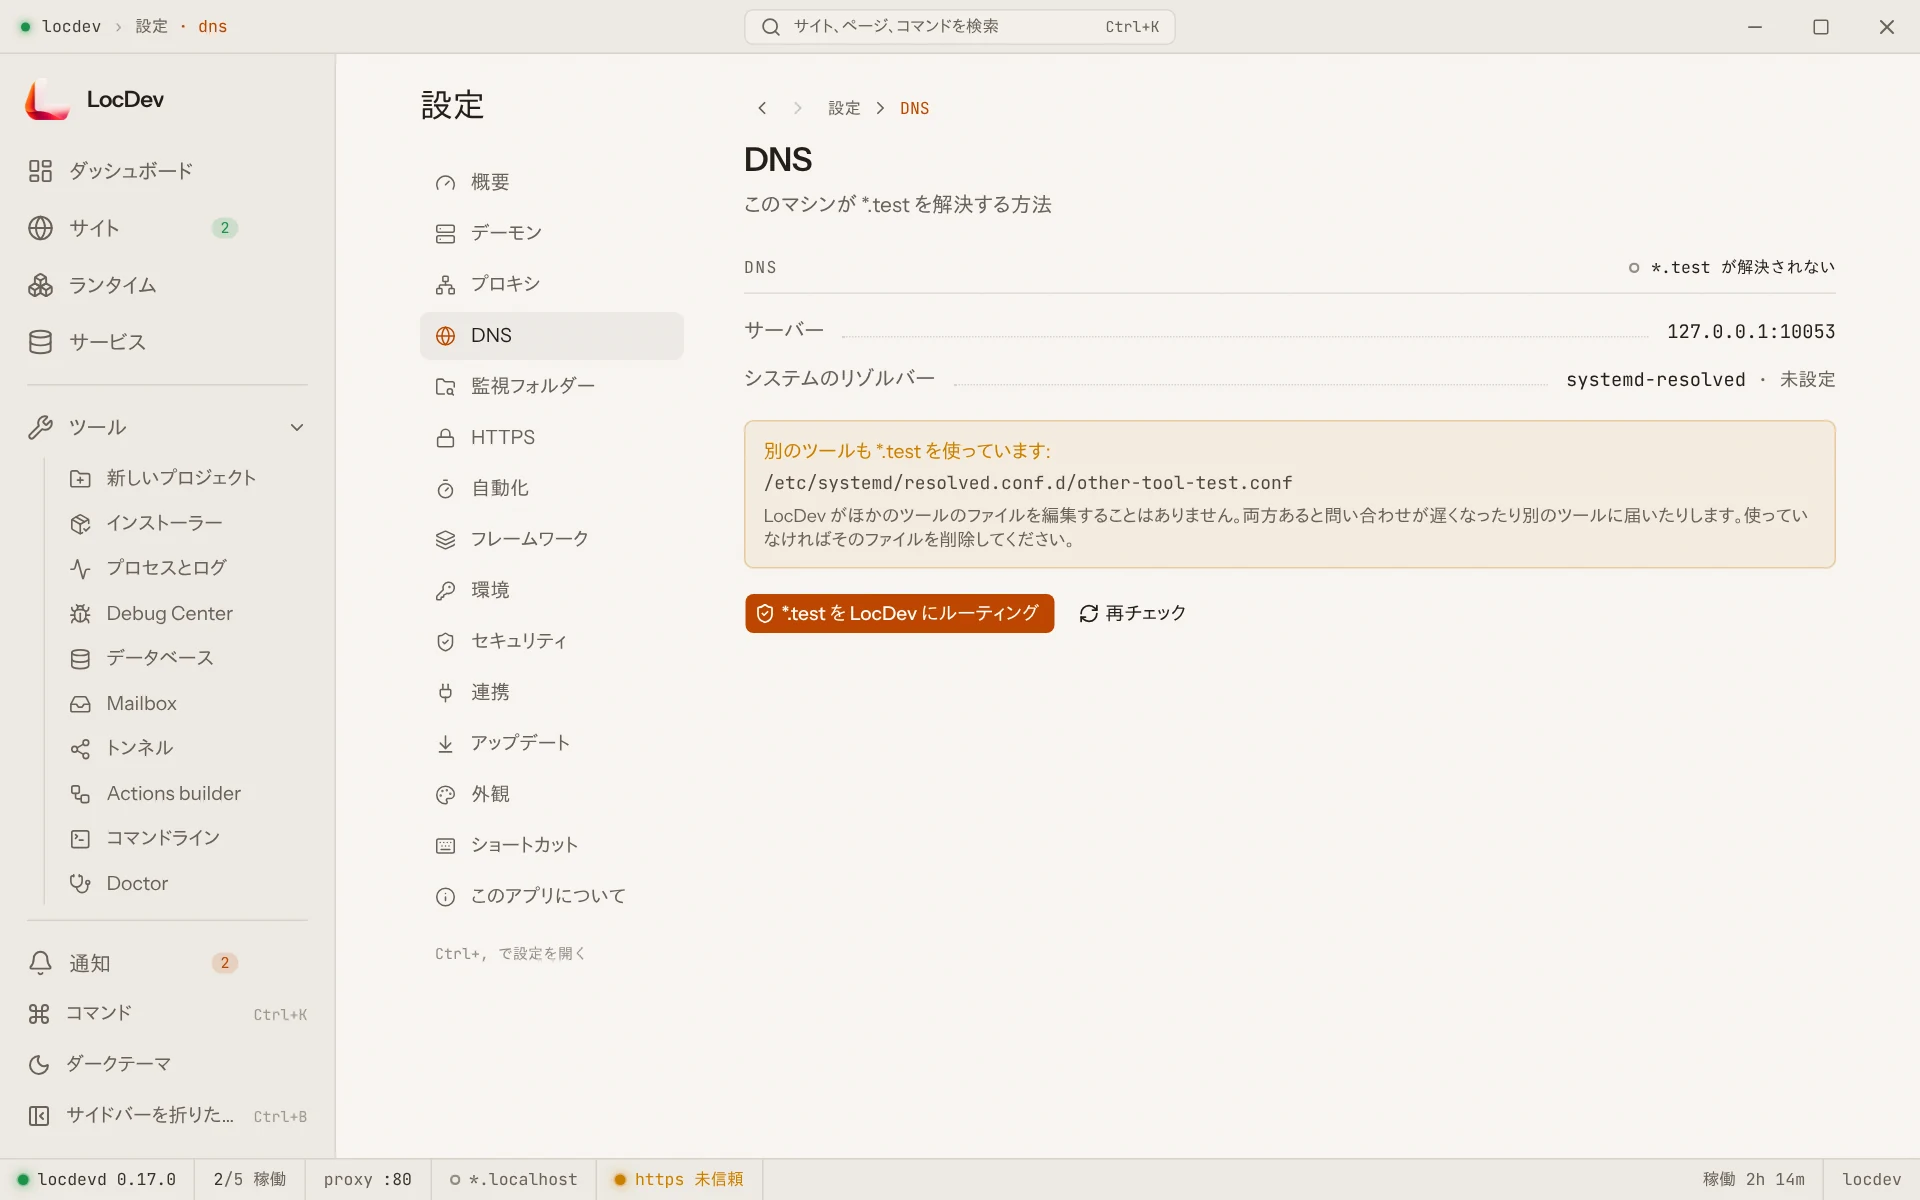 locdev › 設定 · dns
サイト、ページ、コマンドを検索 Ctrl+K
LocDev
ダッシュボード
サイト 2
ランタイム
サービス
ツール
新しいプロジェクト
インストーラー
プロセスとログ
Debug Center
データベース
Mailbox
トンネル
Actions builder
コマンドライン
Doctor
通知 2
コマンド Ctrl+K
ダークテーマ
サイドバーを折りた... Ctrl+B
設定
概要
デーモン
プロキシ
DNS
監視フォルダー
HTTPS
自動化
フレームワーク
環境
セキュリティ
連携
アップデート
外観
ショートカット
このアプリについて
Ctrl+, で設定を開く
設定 > DNS
DNS
このマシンが *.test を解決する方法
DNS *.test が解決されない
サーバー 127.0.0.1:10053
システムのリゾルバー systemd-resolved · 未設定
別のツールも *.test を使っています:
/etc/systemd/resolved.conf.d/other-tool-test.conf
LocDev がほかのツールのファイルを編集することはありません。両方あると問い合わせが遅くなったり別のツールに届いたりします。使ってい
なければそのファイルを削除してください。
*.test を LocDev にルーティング 再チェック
locdevd 0.17.0 2/5 稼働 proxy :80 *.localhost https 未信頼 稼働 2h 14m locdev